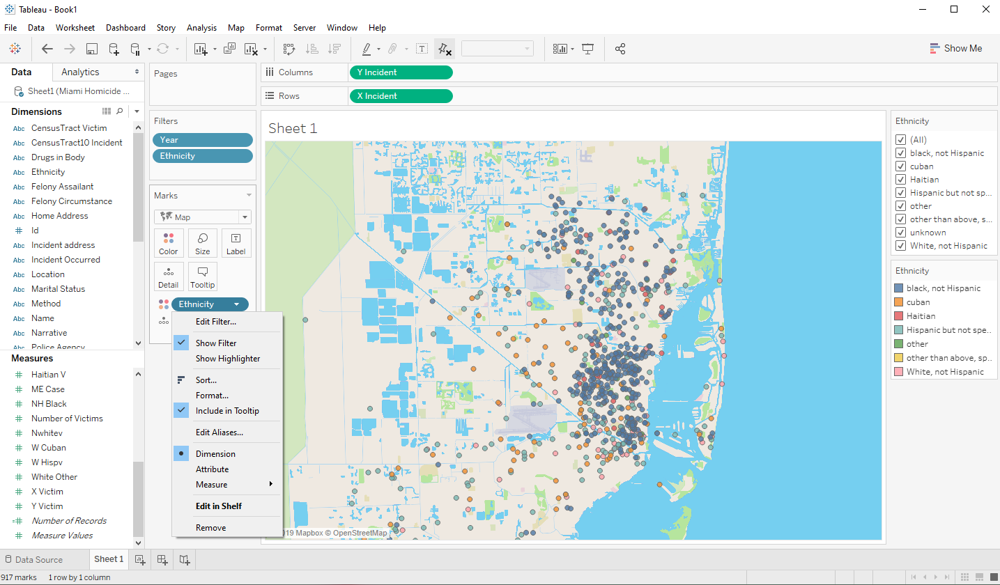 Tableau - Book1
File Data Worksheet Dashboard Story Analysis Map Format Server Window Help
Show Me
Data Analytics
Sheet1 (Miami Homicide ...
Dimensions
Abc CensusTract Victim
Abc CensusTract10 Incident
Abc Drugs in Body
Abc Ethnicity
Abc Felony Assailant
Abc Felony Circumstance
Abc Home Address
# Id
Abc Incident address
Abc Incident Occurred
Abc Location
Abc Marital Status
Abc Method
Abc Name
Abc Narrative
Abc Police Agency
Measures
# Haitian V
# ME Case
# NH Black
# Number of Victims
# Nwhitev
# W Cuban
# W Hispv
# White Other
# X Victim
# Y Victim
=# Number of Records
# Measure Values
Pages
Filters
Year
Ethnicity
Marks
Map
Color Size Label
Detail Tooltip
Ethnicity
Edit Filter...
Show Filter
Show Highlighter
Sort...
Format...
Include in Tooltip
Edit Aliases...
Dimension
Attribute
Measure
Edit in Shelf
Remove
Columns Y Incident
Rows X Incident
Sheet 1
19 Mapbox © OpenStreetMap
Ethnicity
(All)
black, not Hispanic
cuban
Haitian
Hispanic but not sp...
other
other than above, s...
unknown
White, not Hispanic
Ethnicity
black, not Hispanic
cuban
Haitian
Hispanic but not spe..
other
other than above, sp..
White, not Hispanic
Data Source Sheet 1
917 marks 1 row by 1 column